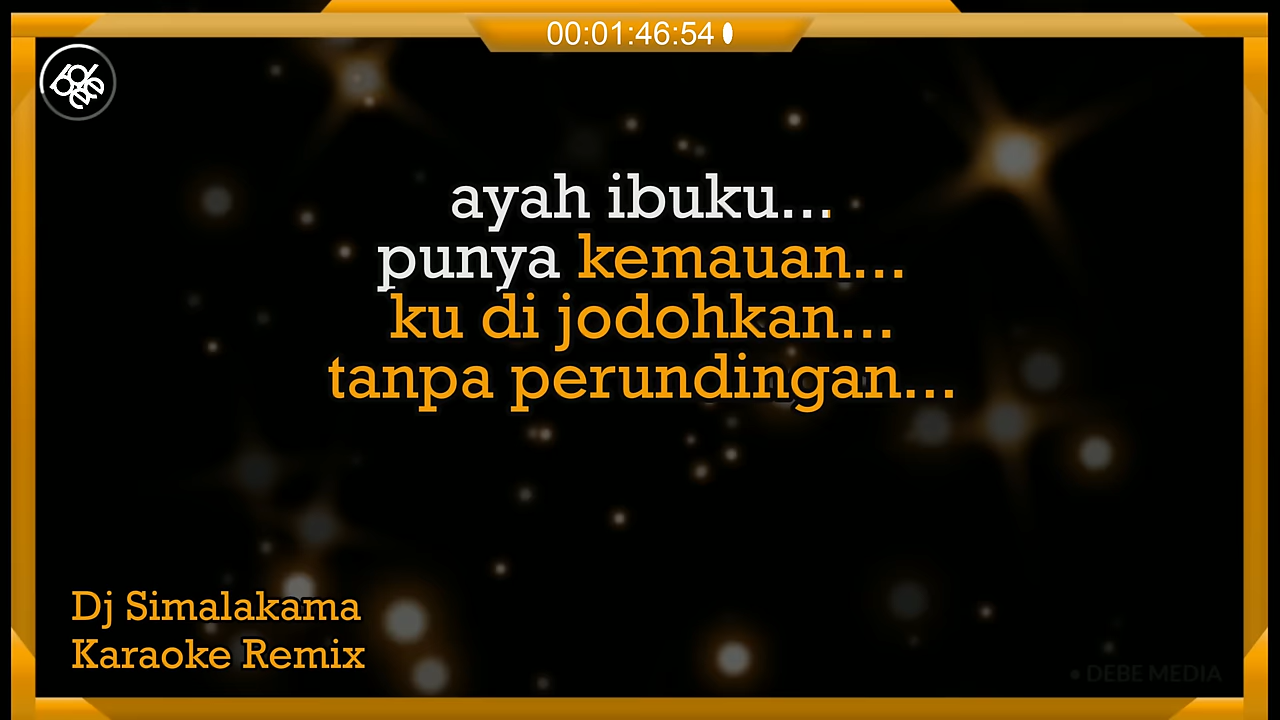 00:01:46:54
ayah ibuku...
punya kemauan...
ku di jodohkan...
tanpa perundingan...
Dj Simalakama
Karaoke Remix
• DEBE MEDIA